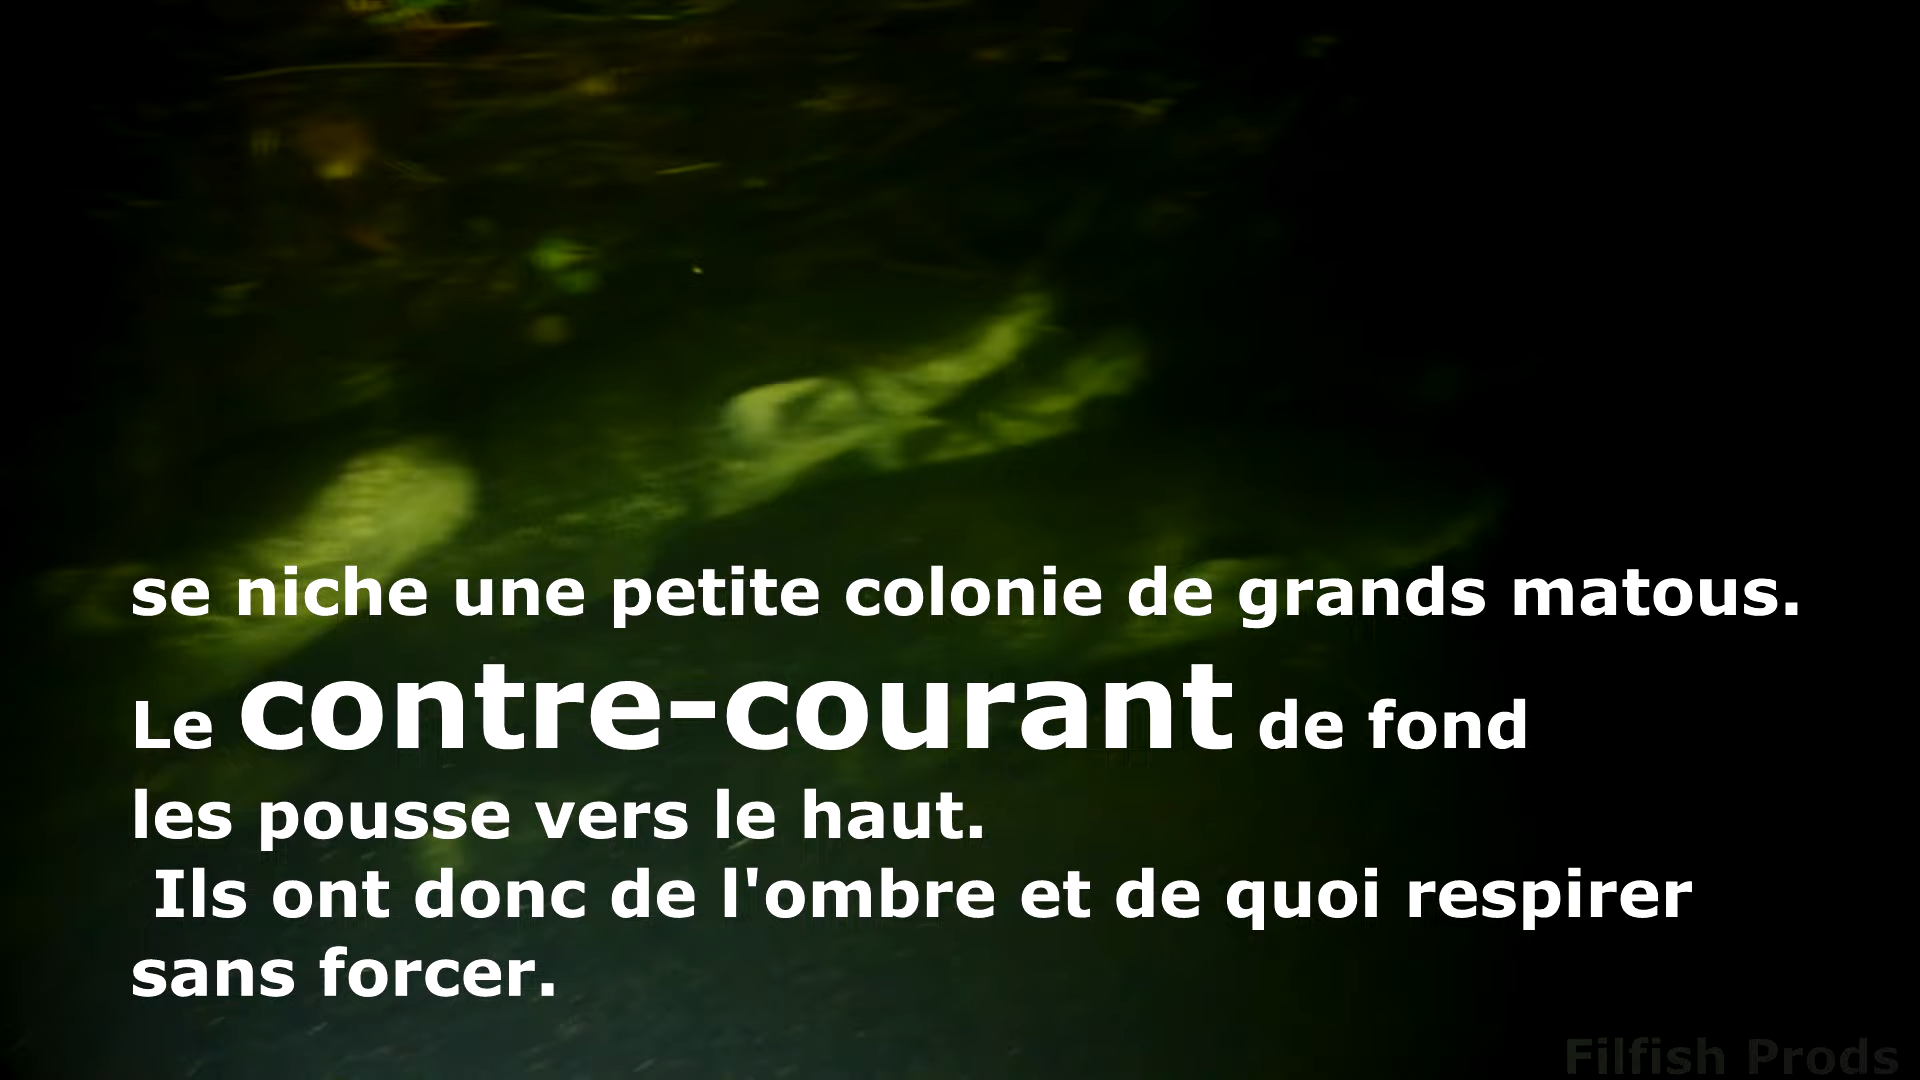 se niche une petite colonie de grands matous.
Le contre-courant de fond
les pousse vers le haut.
Ils ont donc de l'ombre et de quoi respirer
sans forcer.
Filfish Prods